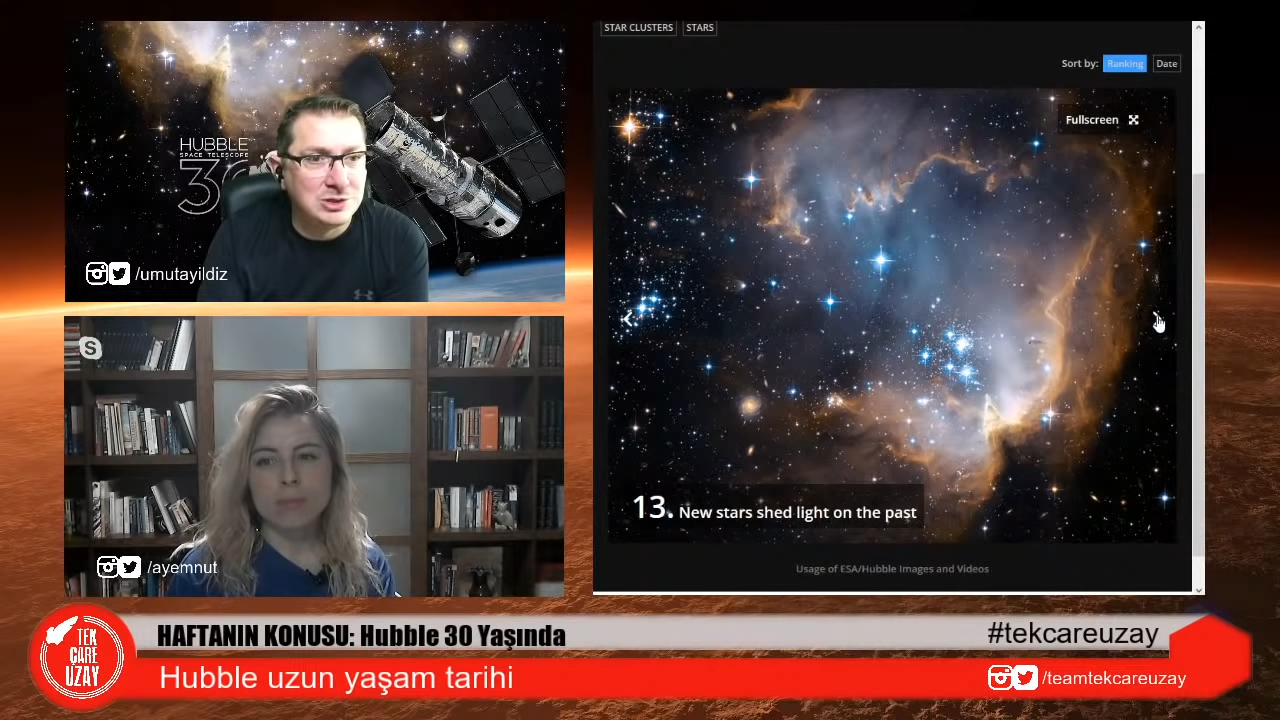 HUBBLE
SPACE TELESCOPE
30
/umutayildiz
S
/ayemnut
STAR CLUSTERS STARS
Sort by: Ranking Date
Fullscreen
13. New stars shed light on the past
Usage of ESA/Hubble Images and Videos
TEK
ÇARE
UZAY
HAFTANIN KONUSU: Hubble 30 Yaşında
#tekcareuzay
Hubble uzun yaşam tarihi
/teamtekcareuzay